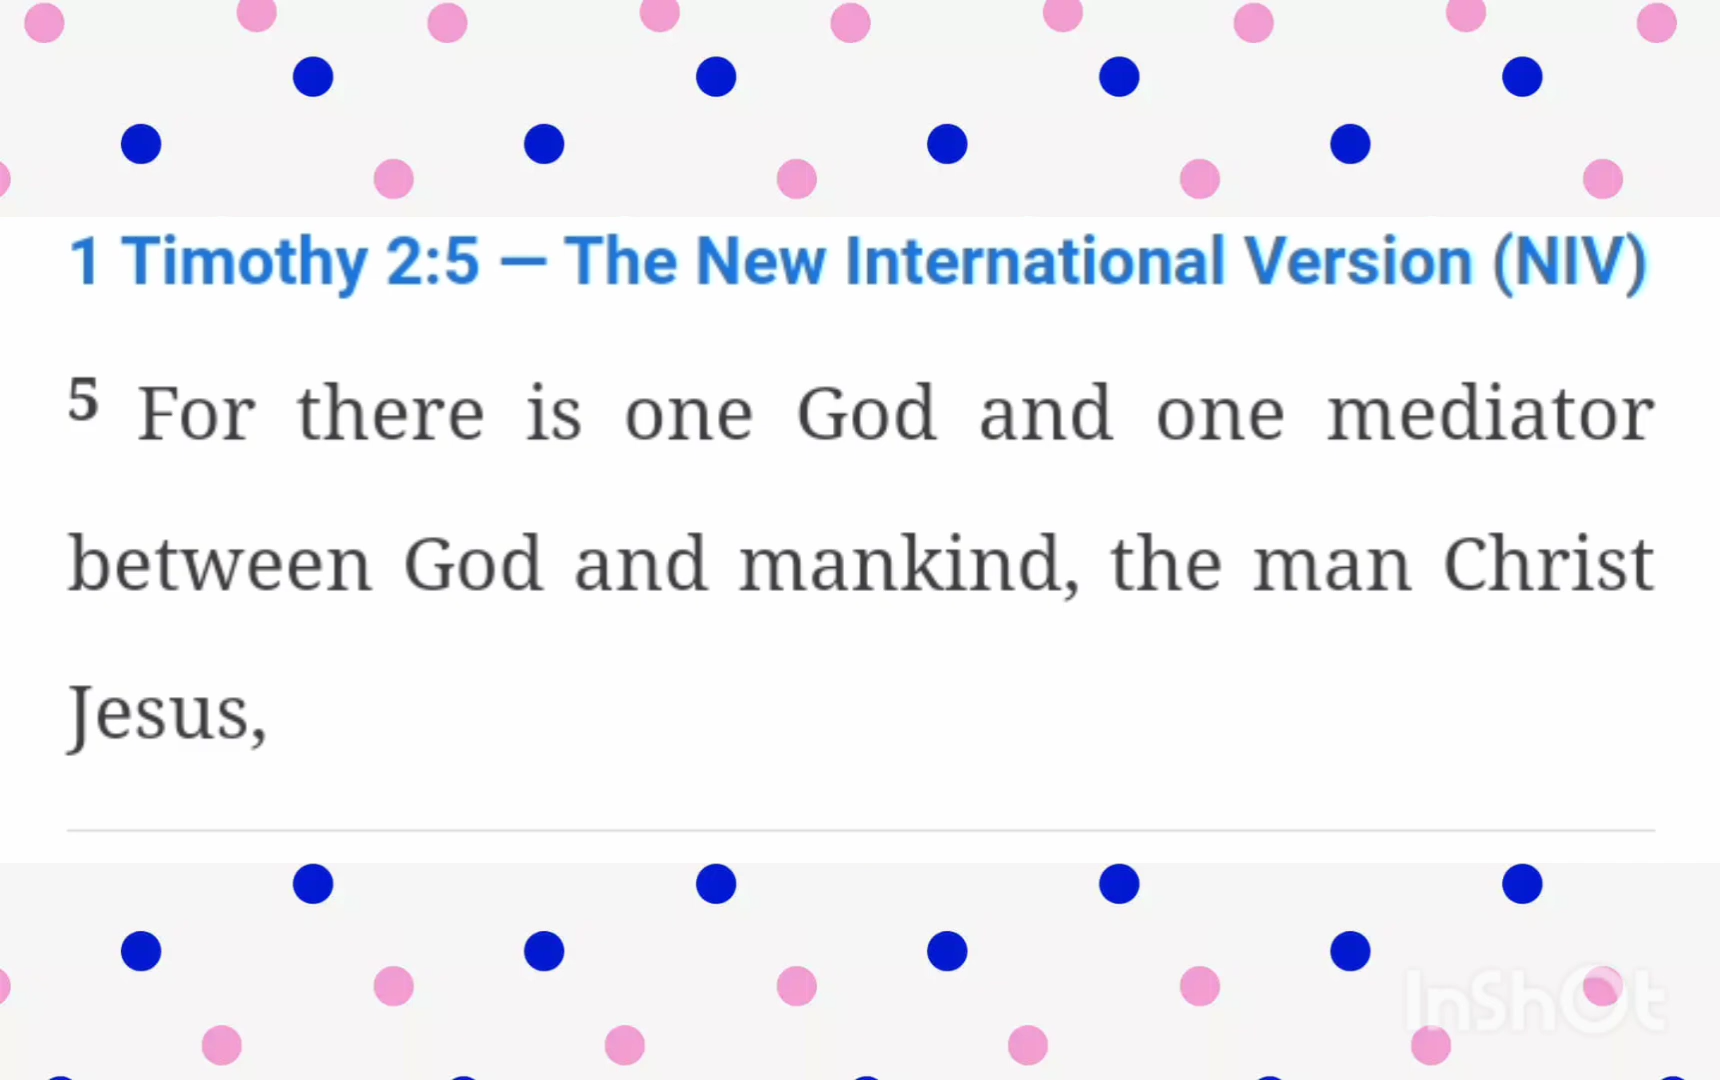 1 Timothy 2:5 — The New International Version (NIV)
5 For there is one God and one mediator
between God and mankind, the man Christ
Jesus,
InShOt